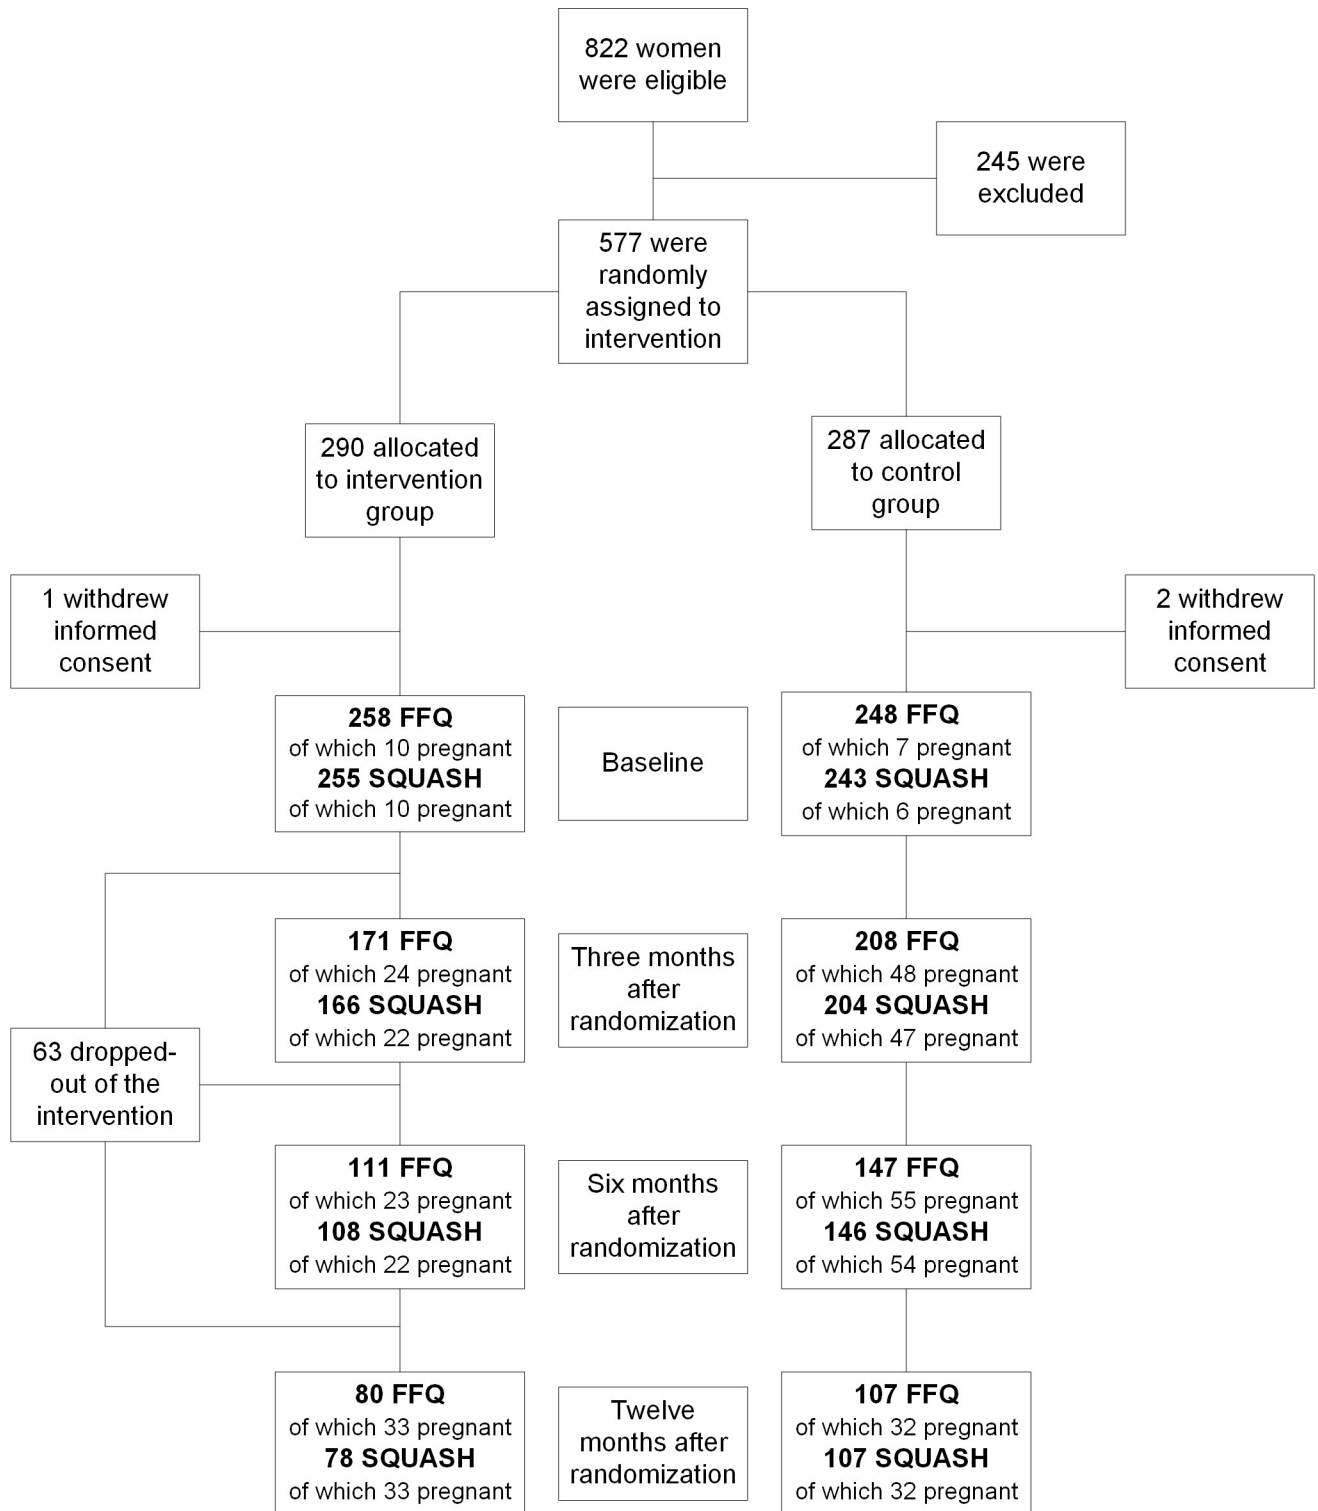 822 women
were eligible
245 were
excluded
577 were
randomly
assigned to
intervention
290 allocated
to intervention
group
287 allocated
to control
group
1 withdrew
informed
consent
2 withdrew
informed
consent
258 FFQ
of which 10 pregnant
255 SQUASH
of which 10 pregnant
Baseline
248 FFQ
of which 7 pregnant
243 SQUASH
of which 6 pregnant
171 FFQ
of which 24 pregnant
166 SQUASH
of which 22 pregnant
Three months
after
randomization
208 FFQ
of which 48 pregnant
204 SQUASH
of which 47 pregnant
63 dropped-
out of the
intervention
111 FFQ
of which 23 pregnant
108 SQUASH
of which 22 pregnant
Six months
after
randomization
147 FFQ
of which 55 pregnant
146 SQUASH
of which 54 pregnant
80 FFQ
of which 33 pregnant
78 SQUASH
of which 33 pregnant
Twelve
months after
randomization
107 FFQ
of which 32 pregnant
107 SQUASH
of which 32 pregnant